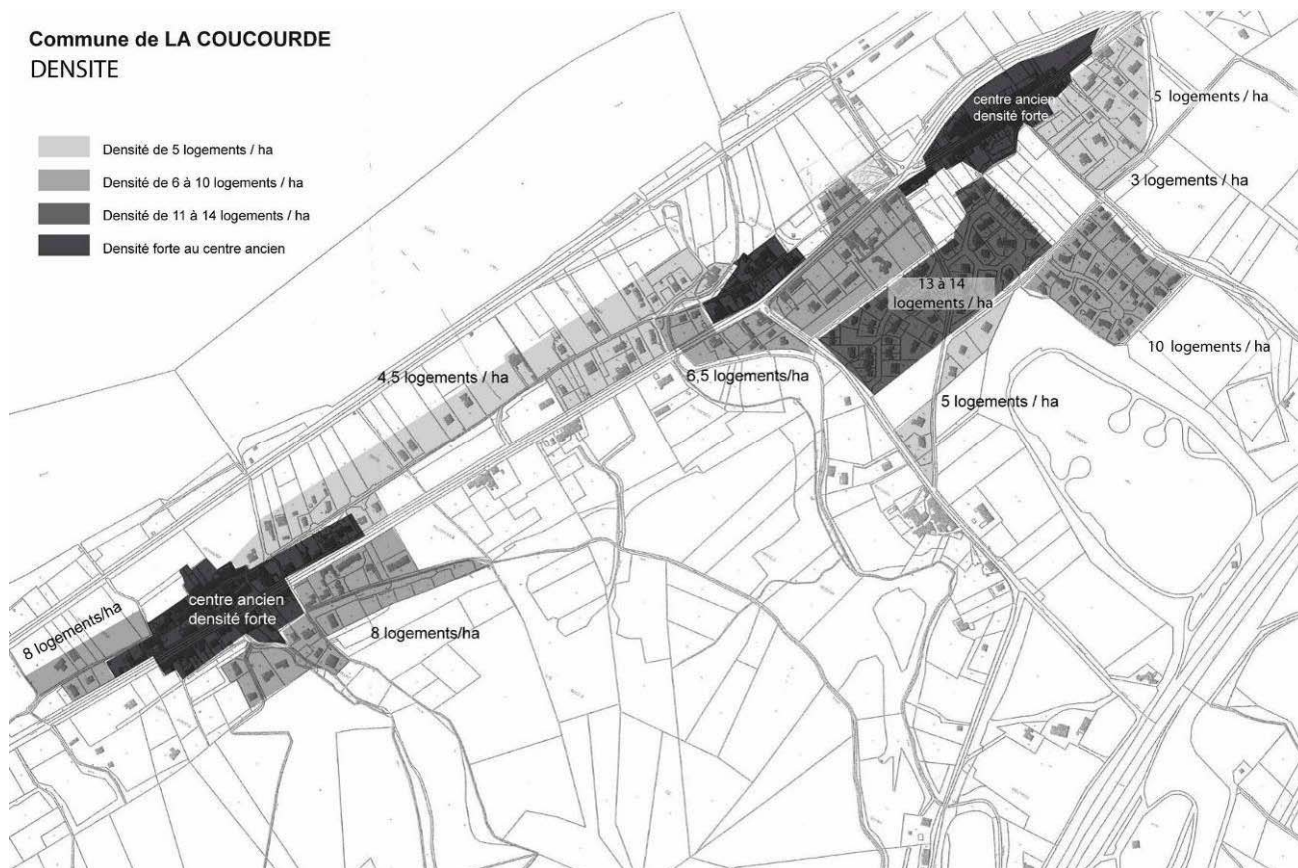 Commune de LA COUCOURDE
DENSITE
Densité de 5 logements / ha
Densité de 6 à 10 logements / ha
Densité de 11 à 14 logements / ha
Densité forte au centre ancien
centre ancien
densité forte
5 logements / ha
3 logements / ha
13 à 14
logements / ha
10 logements / ha
4,5 logements / ha
6,5 logements/ha
5 logements / ha
centre ancien
densité forte
8 logements/ha
8 logements/ha